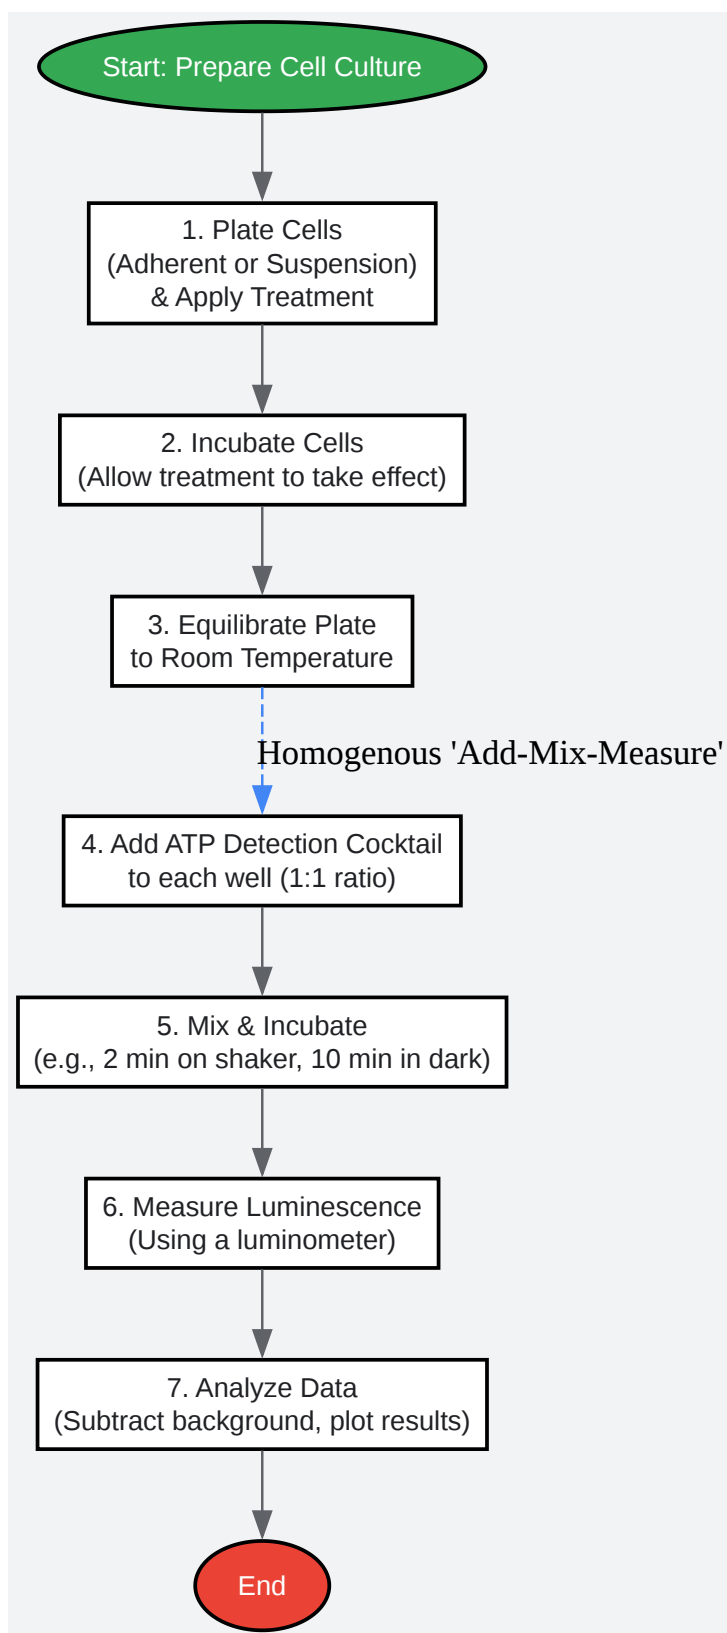 Start: Prepare Cell Culture
1. Plate Cells
(Adherent or Suspension)
& Apply Treatment
2. Incubate Cells
(Allow treatment to take effect)
3. Equilibrate Plate
to Room Temperature
Homogenous 'Add-Mix-Measure'
4. Add ATP Detection Cocktail
to each well (1:1 ratio)
5. Mix & Incubate
(e.g., 2 min on shaker, 10 min in dark)
6. Measure Luminescence
(Using a luminometer)
7. Analyze Data
(Subtract background, plot results)
End